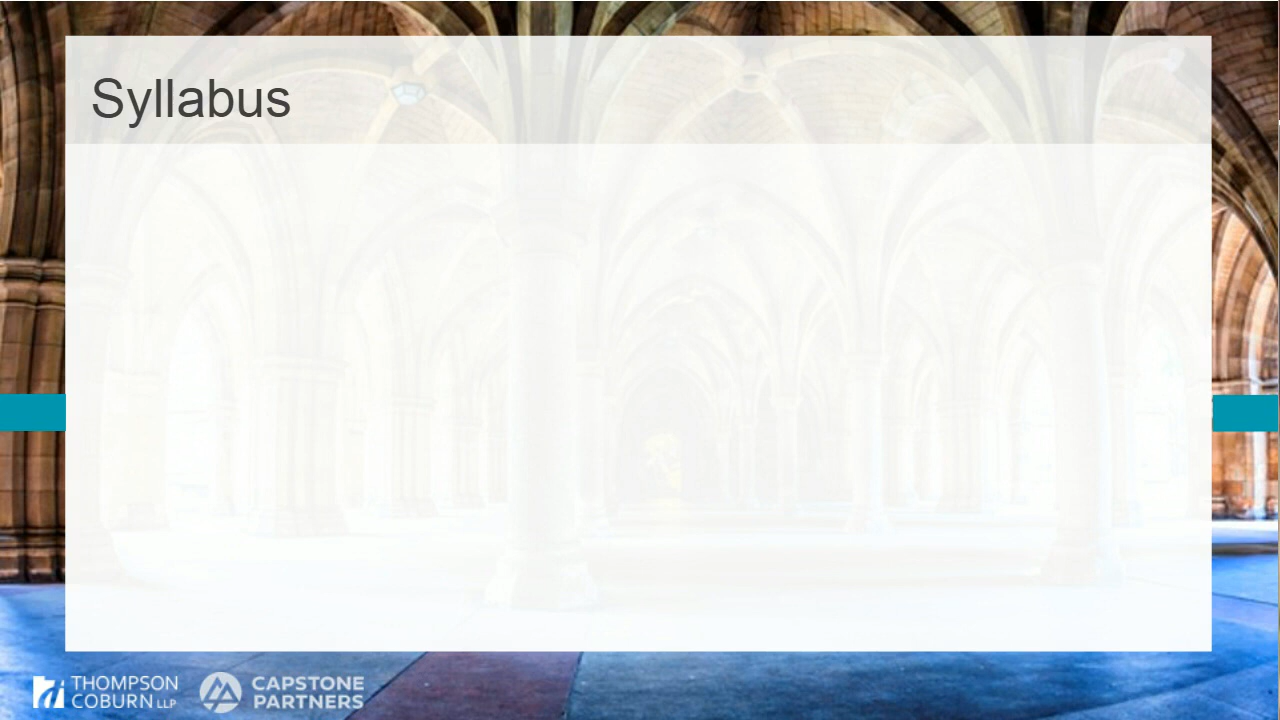 Syllabus
THOMPSON
COBURN LLP
CAPSTONE
PARTNERS